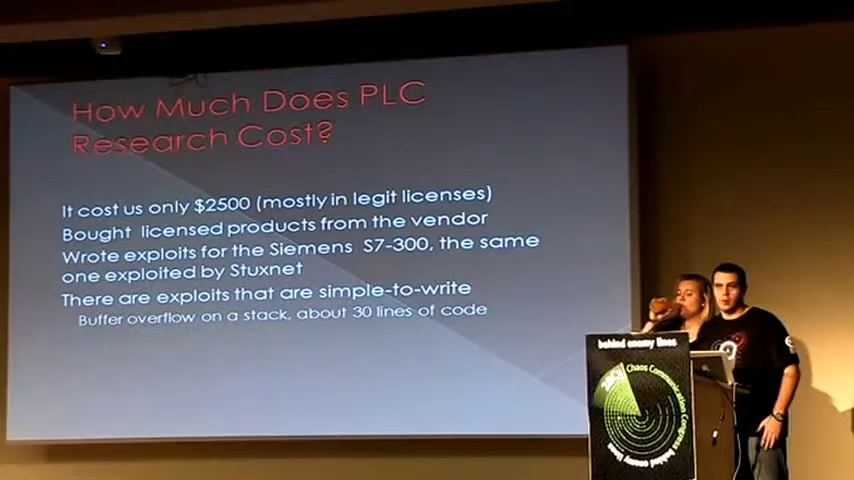 How Much Does PLC
Research Cost?
It cost us only $2500 (mostly in legit licenses)
Bought licensed products from the vendor
Wrote exploits for the Siemens S7-300, the same
one exploited by Stuxnet
There are exploits that are simple-to-write
Buffer overflow on a stack, about 30 lines of code
behind enemy lines
Chaos Communication Congress
behind enemy lines